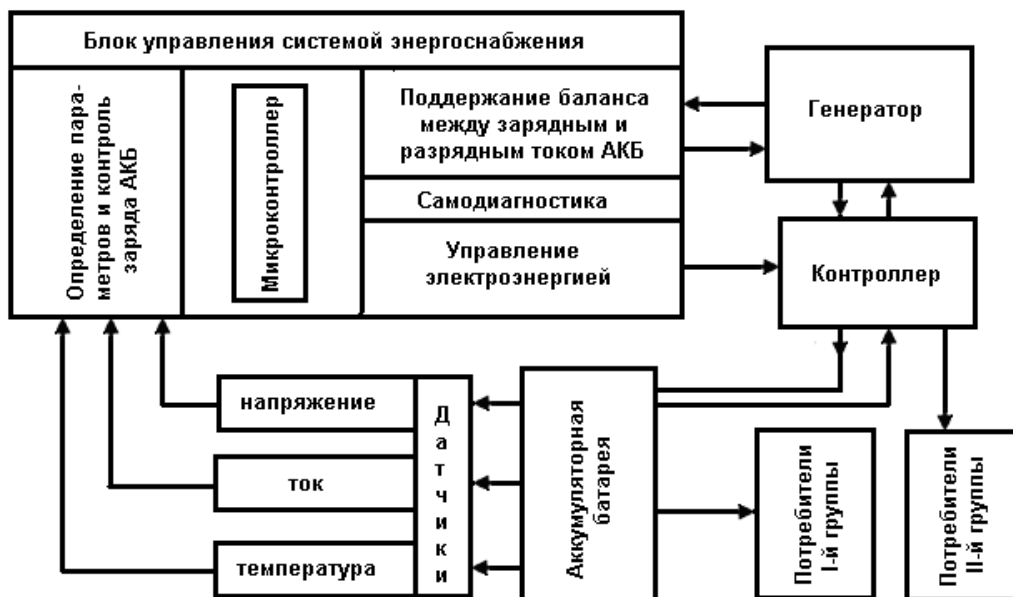 Блок управления системой энергоснабжения
Определение пара-
метров и контроль
заряда АКБ
Микроконтроллер
Поддержание баланса
между зарядным и
разрядным током АКБ
Самодиагностика
Управление
электроэнергией
Генератор
Контроллер
напряжение
ток
температура
Датчики
Аккумуляторная
батарея
Потребители
I-й группы
Потребители
II-й группы